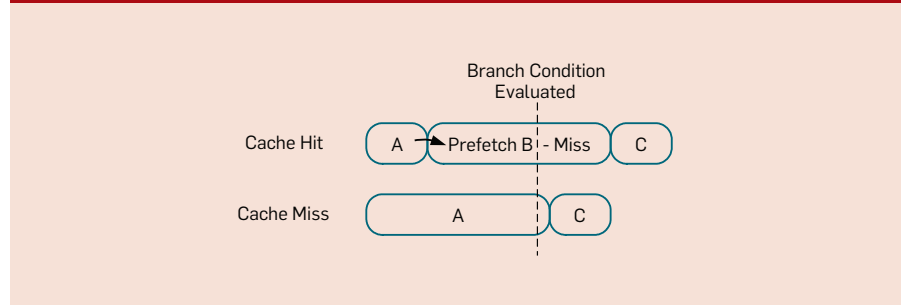 Branch Condition
Evaluated
Cache Hit
A
Prefetch B - Miss
C
Cache Miss
A
C